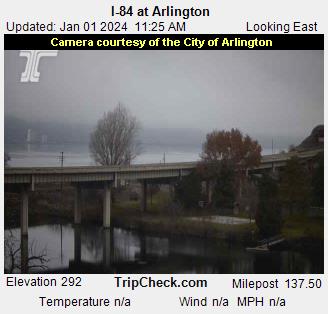 I-84 at Arlington
Updated: Jan 01 2024 11:25 AM Looking East
Camera courtesy of the City of Arlington
Elevation 292 TripCheck.com Milepost 137.50
Temperature n/a Wind n/a MPH n/a